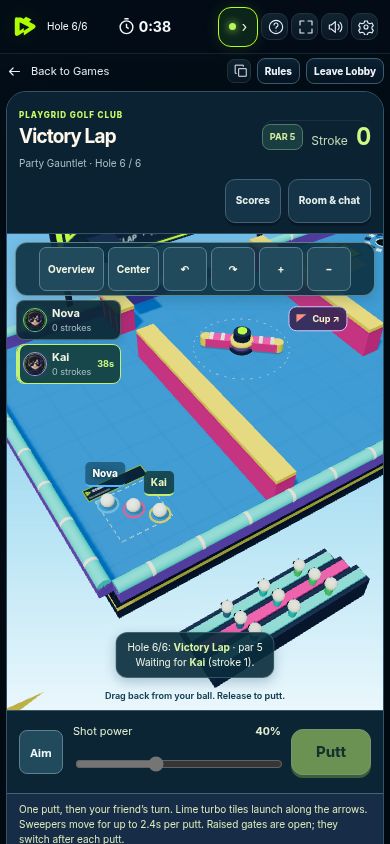 Hole 6/6
0:38
Back to Games
Rules
Leave Lobby
PLAYGRID GOLF CLUB
Victory Lap
PAR 5
Stroke 0
Party Gauntlet · Hole 6 / 6
Scores
Room & chat
LAP
Overview
Center
↶
↷
+
−
Nova
0 strokes
Kai
0 strokes
38s
Cup ↗
Nova
Kai
Hole 6/6: Victory Lap · par 5
Waiting for Kai (stroke 1).
Drag back from your ball. Release to putt.
Aim
Shot power
40%
Putt
One putt, then your friend's turn. Lime turbo tiles launch along the arrows.
Sweepers move for up to 2.4s per putt. Raised gates are open; they
switch after each putt.